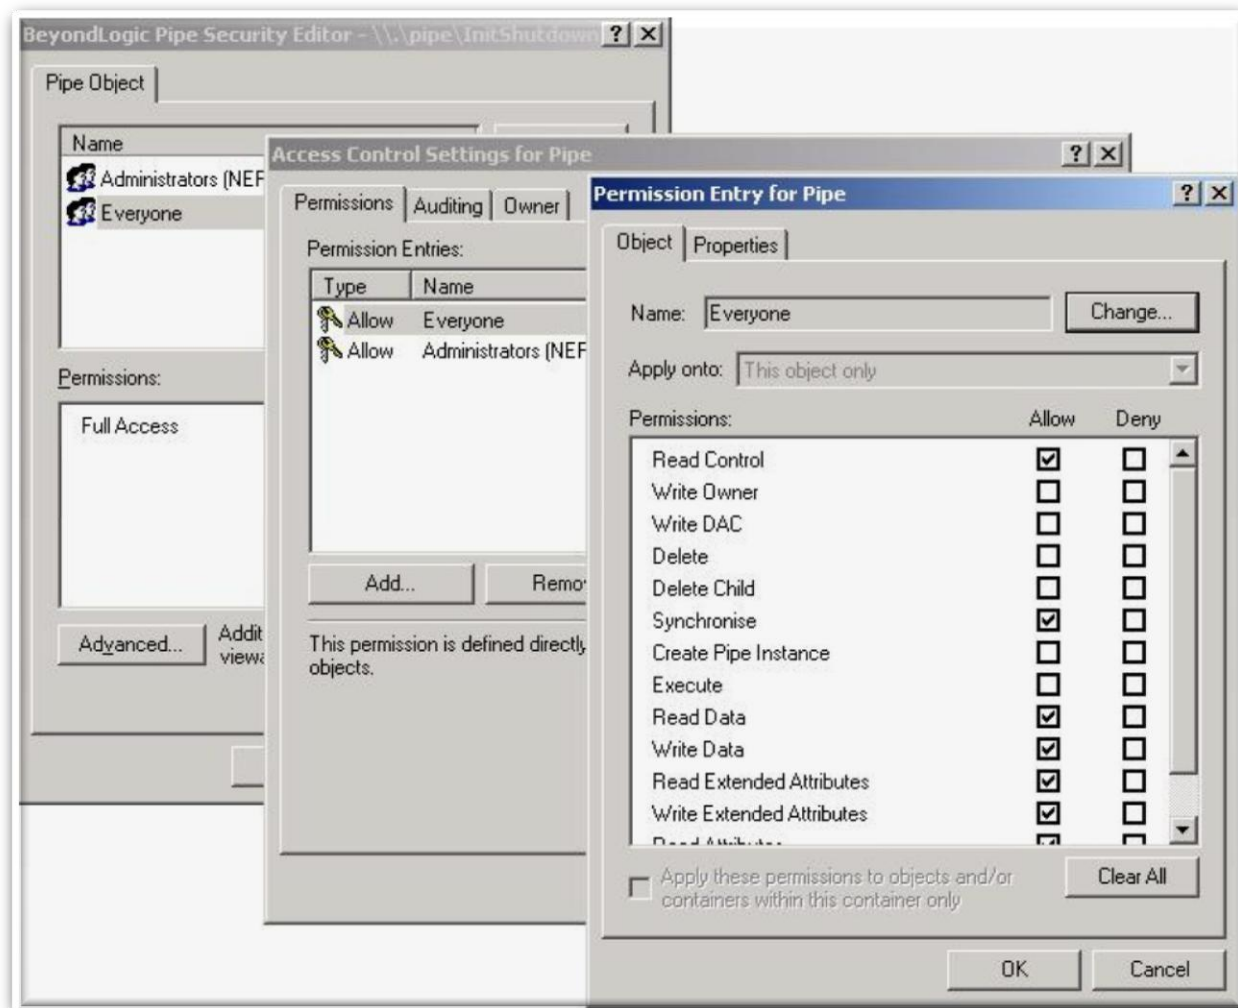 BeyondLogic Pipe Security Editor - \\.\pipe\InitShutdown
Pipe Object
Name
Administrators (NEF
Everyone
Permissions:
Full Access
Advanced...
Access Control Settings for Pipe
Permissions Auditing Owner
Permission Entries:
Type Name
Allow Everyone
Allow Administrators (NEF
Add...
This permission is defined directly
objects.
Permission Entry for Pipe
Object Properties
Name: Everyone Change...
Apply onto: This object only
Permissions: Allow Deny
Read Control
Write Owner
Write DAC
Delete
Delete Child
Synchronise
Create Pipe Instance
Execute
Read Data
Write Data
Read Extended Attributes
Write Extended Attributes
Read Attributes
Apply these permissions to objects and/or
containers within this container only
Clear All
OK Cancel